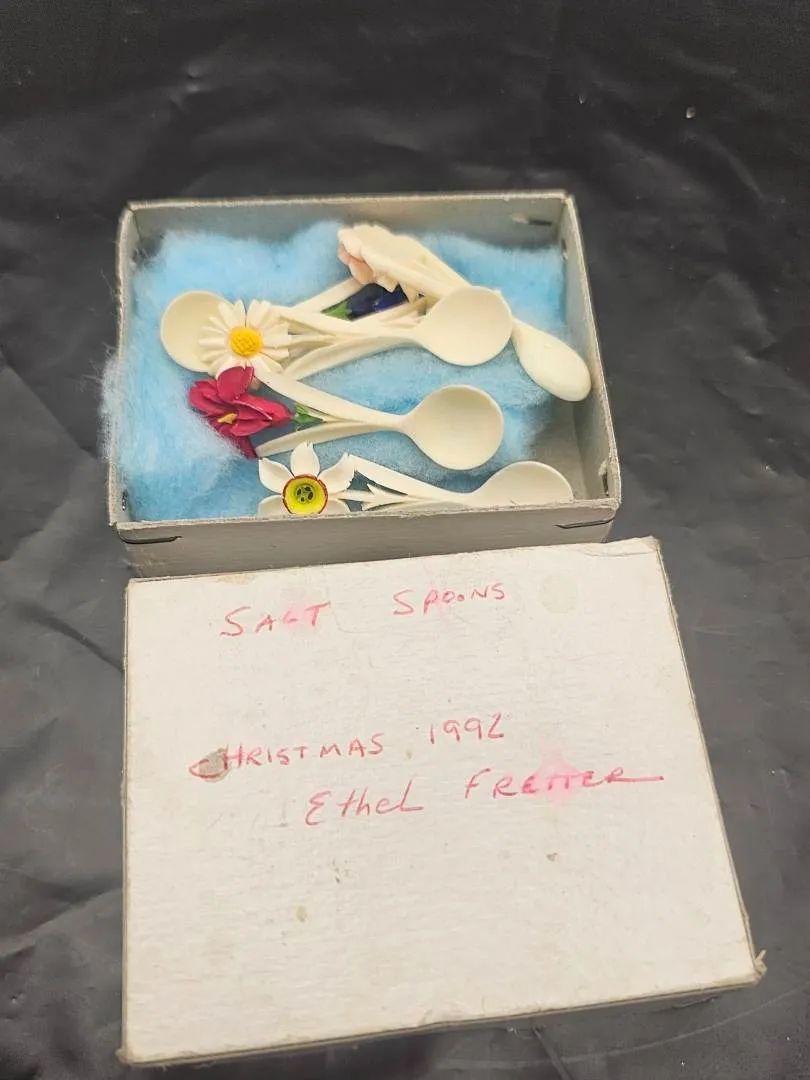 SALT SPOONS
CHRISTMAS 1992
Ethel FRETTER